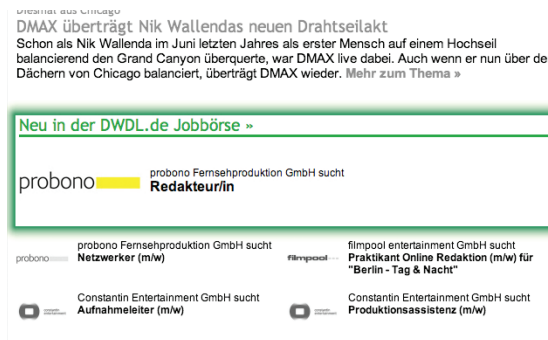 Diesmal aus Chicago
DMAX überträgt Nik Wallendas neuen Drahtseilakt
Schon als Nik Wallenda im Juni letzten Jahres als erster Mensch auf einem Hochseil
balancierend den Grand Canyon überquerte, war DMAX live dabei. Auch wenn er nun über de
Dächern von Chicago balanciert, überträgt DMAX wieder. Mehr zum Thema »
Neu in der DWDL.de Jobbörse »
probono
probono Fernsehproduktion GmbH sucht
Redakteur/in
probono
probono Fernsehproduktion GmbH sucht
Netzwerker (m/w)
filmpool
filmpool entertainment GmbH sucht
Praktikant Online Redaktion (m/w) für
"Berlin - Tag & Nacht"
Constantin Entertainment GmbH sucht
Aufnahmeleiter (m/w)
Constantin Entertainment GmbH sucht
Produktionsassistenz (m/w)